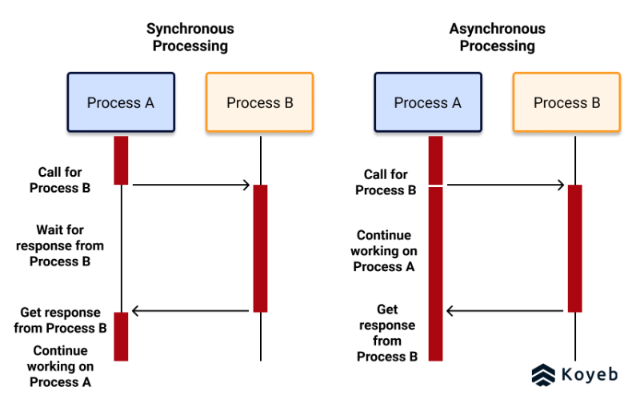 Synchronous
Processing
Process A
Process B
Call for
Process B
Wait for
response from
Process B
Get response
from Process B
Continue
working on
Process A
Asynchronous
Processing
Process A
Process B
Call for
Process B
Continue
working on
Process A
Get
response
from
Process B
Koyeb